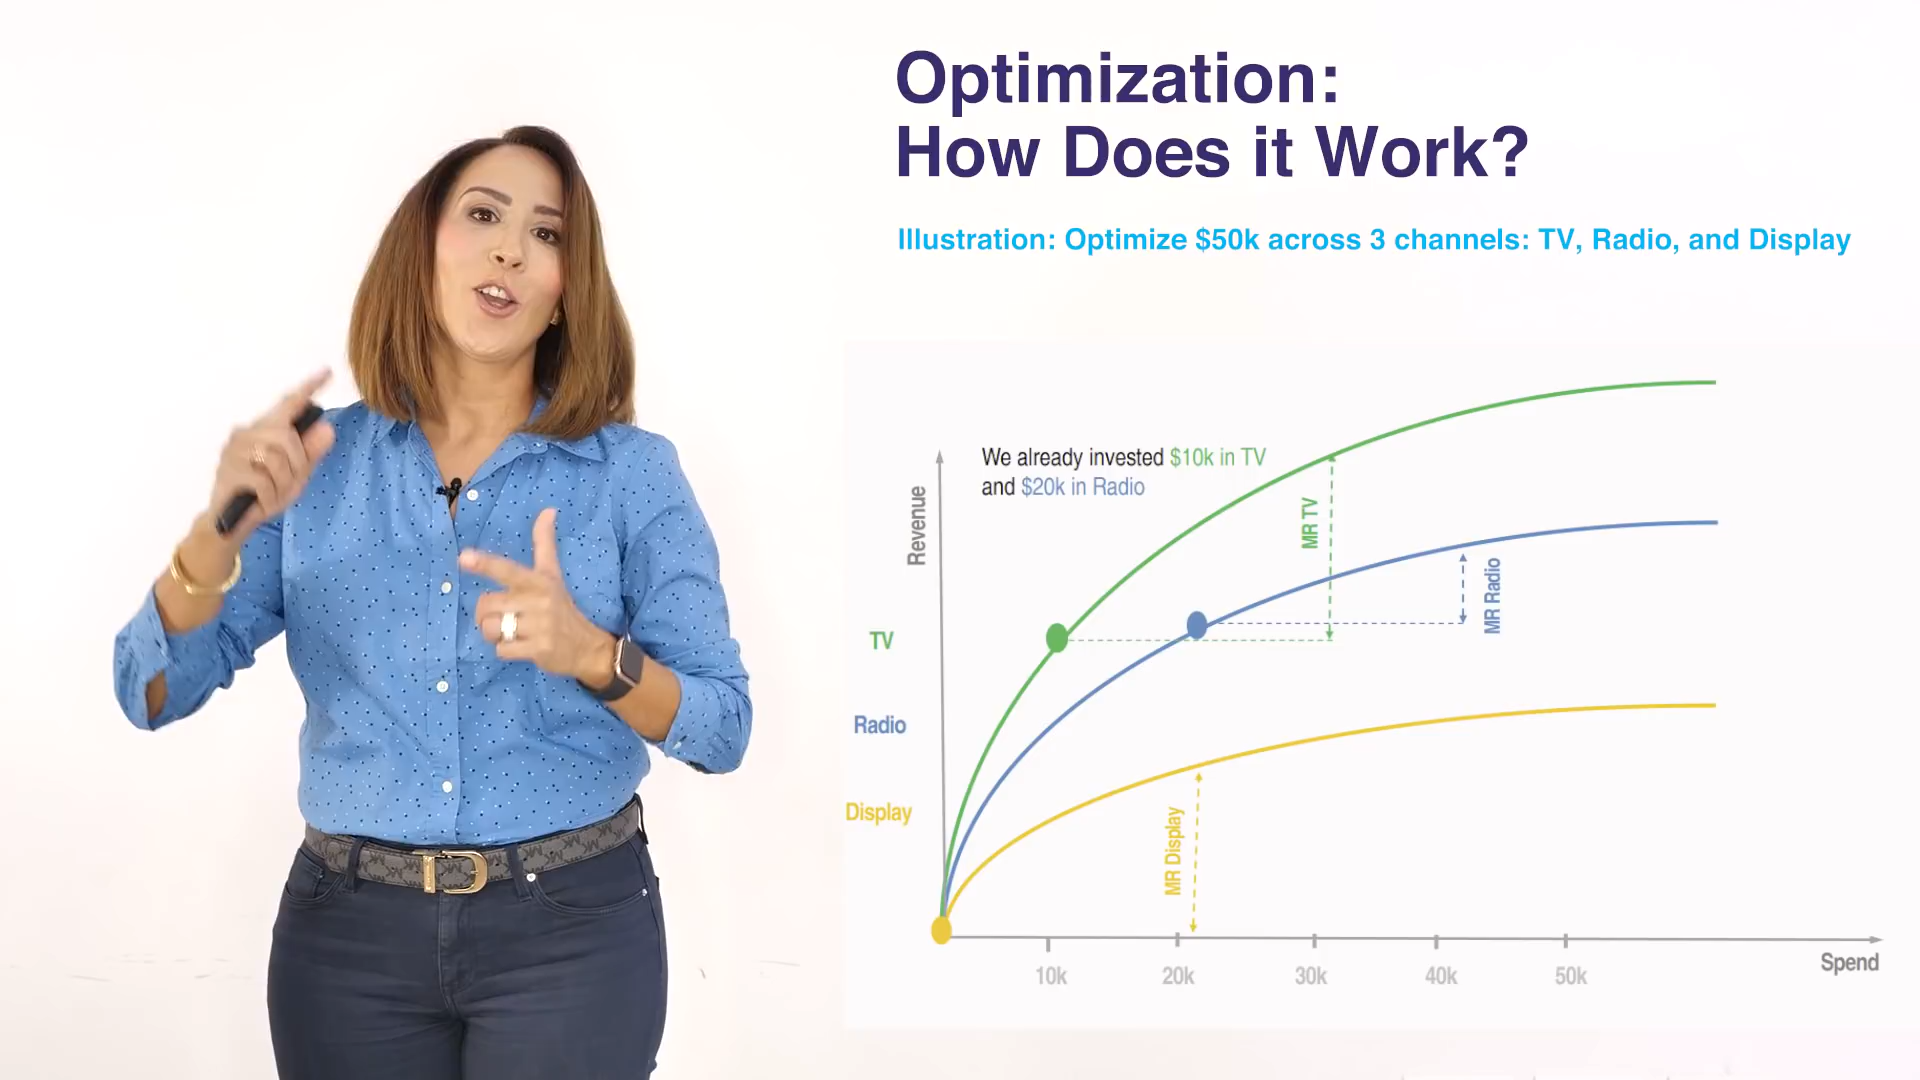 Optimization:
How Does it Work?
Illustration: Optimize $50k across 3 channels: TV, Radio, and Display
We already invested $10k in TV
and $20k in Radio
Revenue
MR TV
MR Radio
TV
Radio
Display
MR Display
10k
20k
30k
40k
50k
Spend